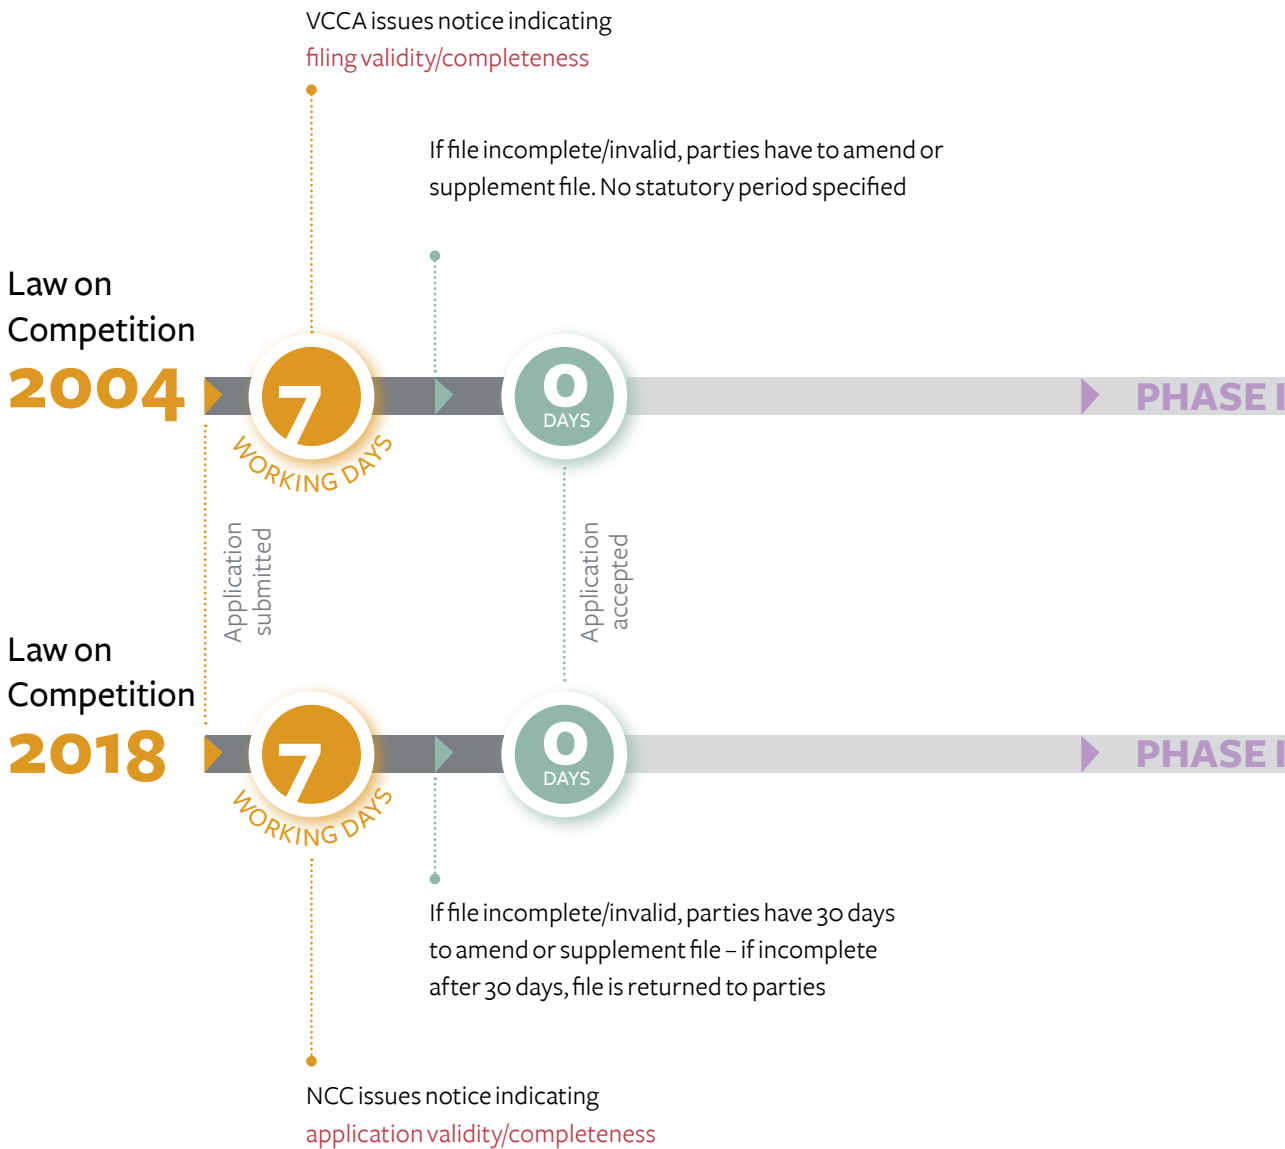 VCCA issues notice indicating
filing validity/completeness
If file incomplete/invalid, parties have to amend or
supplement file. No statutory period specified
Law on
Competition
2004
7
WORKING DAYS
0
DAYS
PHASE I
Application
submitted
Application
accepted
Law on
Competition
2018
7
WORKING DAYS
0
DAYS
PHASE I
If file incomplete/invalid, parties have 30 days
to amend or supplement file – if incomplete
after 30 days, file is returned to parties
NCC issues notice indicating
application validity/completeness